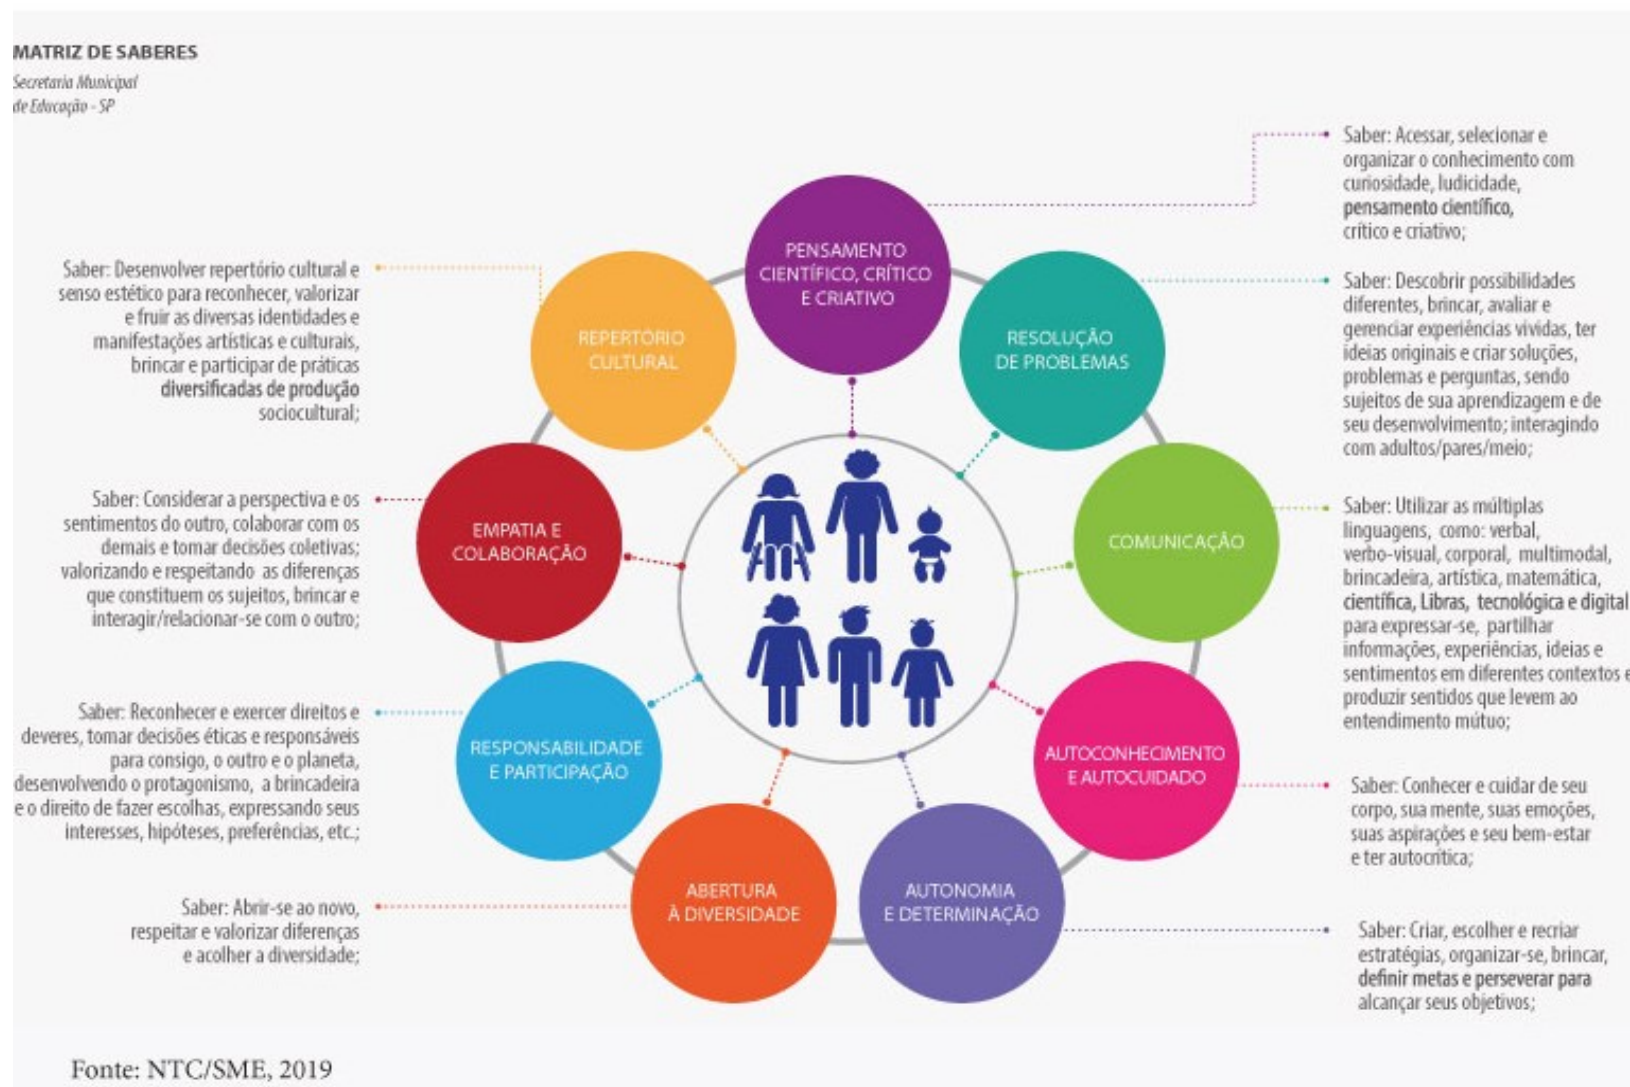 MATRIZ DE SABERES
Secretaria Municipal
de Educação - SP
PENSAMENTO
CIENTÍFICO, CRÍTICO
E CRIATIVO
Saber: Acessar, selecionar e
organizar o conhecimento com
curiosidade, ludicidade,
pensamento científico,
crítico e criativo;
RESOLUÇÃO
DE PROBLEMAS
Saber: Descobrir possibilidades
diferentes, brincar, avaliar e
gerenciar experiências vividas, ter
ideias originais e criar soluções,
problemas e perguntas, sendo
sujeitos de sua aprendizagem e de
seu desenvolvimento; interagindo
com adultos/pares/meio;
COMUNICAÇÃO
Saber: Utilizar as múltiplas
linguagens, como: verbal,
verbo-visual, corporal, multimodal,
brincadeira, artística, matemática,
científica, Libras, tecnológica e digital
para expressar-se, partilhar
informações, experiências, ideias e
sentimentos em diferentes contextos e
produzir sentidos que levem ao
entendimento mútuo;
AUTOCONHECIMENTO
E AUTOCUIDADO
Saber: Conhecer e cuidar de seu
corpo, sua mente, suas emoções,
suas aspirações e seu bem-estar
e ter autocrítica;
AUTONOMIA
E DETERMINAÇÃO
Saber: Criar, escolher e recriar
estratégias, organizar-se, brincar,
definir metas e perseverar para
alcançar seus objetivos;
ABERTURA
À DIVERSIDADE
Saber: Abrir-se ao novo,
respeitar e valorizar diferenças
e acolher a diversidade;
RESPONSABILIDADE
E PARTICIPAÇÃO
Saber: Reconhecer e exercer direitos e
deveres, tomar decisões éticas e responsáveis
para consigo, o outro e o planeta,
desenvolvendo o protagonismo, a brincadeira
e o direito de fazer escolhas, expressando seus
interesses, hipóteses, preferências, etc.;
EMPATIA E
COLABORAÇÃO
Saber: Considerar a perspectiva e os
sentimentos do outro, colaborar com os
demais e tomar decisões coletivas;
valorizando e respeitando as diferenças
que constituem os sujeitos, brincar e
interagir/relacionar-se com o outro;
REPERTÓRIO
CULTURAL
Saber: Desenvolver repertório cultural e
senso estético para reconhecer, valorizar
e fruir as diversas identidades e
manifestações artísticas e culturais,
brincar e participar de práticas
diversificadas de produção
sociocultural;
Fonte: NTC/SME, 2019